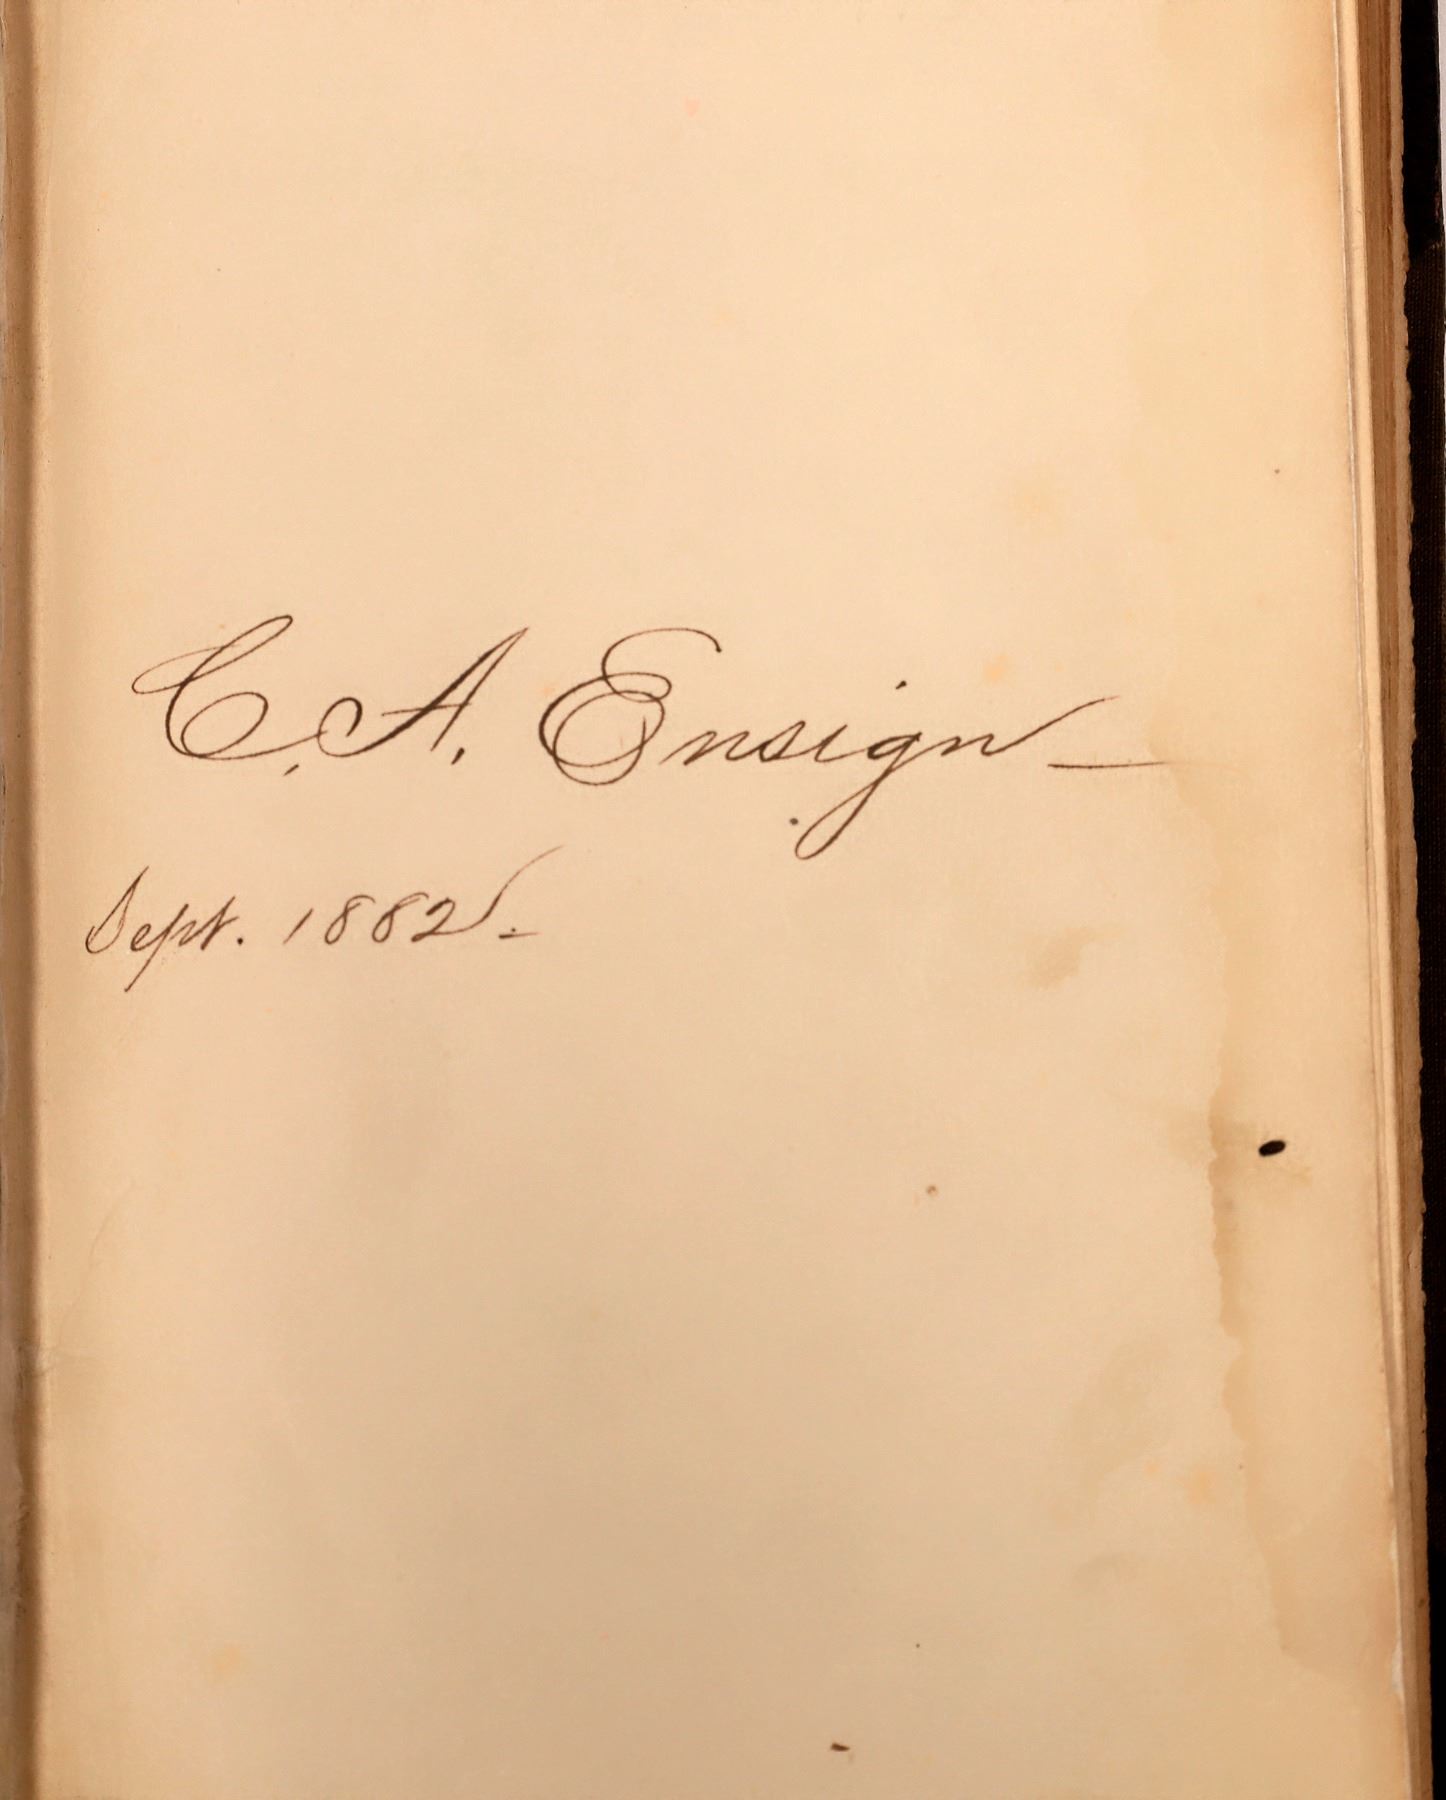 C. A. Ensign —
Sept. 1882. –